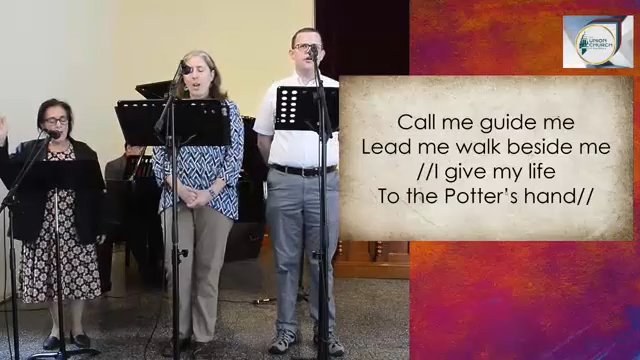 UNION
CHURCH
Call me guide me
Lead me walk beside me
//I give my life
To the Potter's hand//